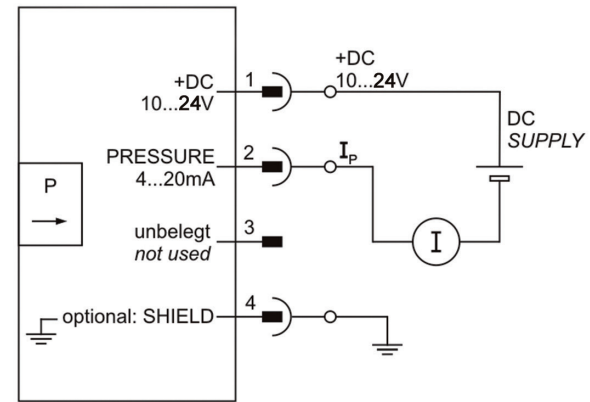 +DC
10...24V
1
+DC
10...24V
DC
SUPPLY
PRESSURE
4...20mA
2
IP
P
unbelegt
not used
3
I
optional: SHIELD
4